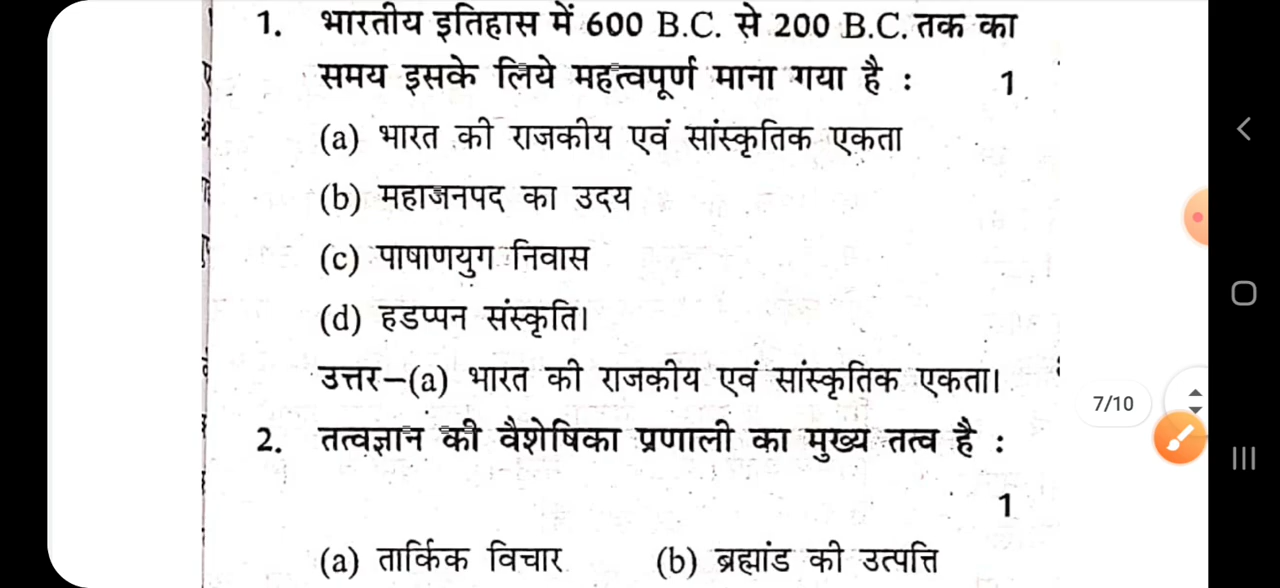 1. भारतीय इतिहास में 600 B.C. से 200 B.C. तक का
समय इसके लिये महत्वपूर्ण माना गया है : 1
(a) भारत की राजकीय एवं सांस्कृतिक एकता
(b) महाजनपद का उदय
(c) पाषाणयुग निवास
(d) हडप्पन संस्कृति।
उत्तर–(a) भारत की राजकीय एवं सांस्कृतिक एकता।
7/10
2. तत्वज्ञान की वैशेषिका प्रणाली का मुख्य तत्व है :
1
(a) तार्किक विचार (b) ब्रह्मांड की उत्पत्ति